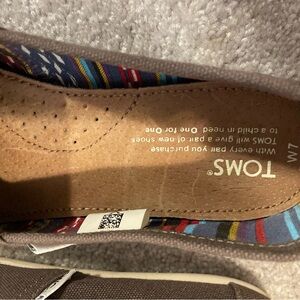 TOMS®
W7
With every pair you purchase
TOMS will give a pair of new shoes
to a child in need One for One